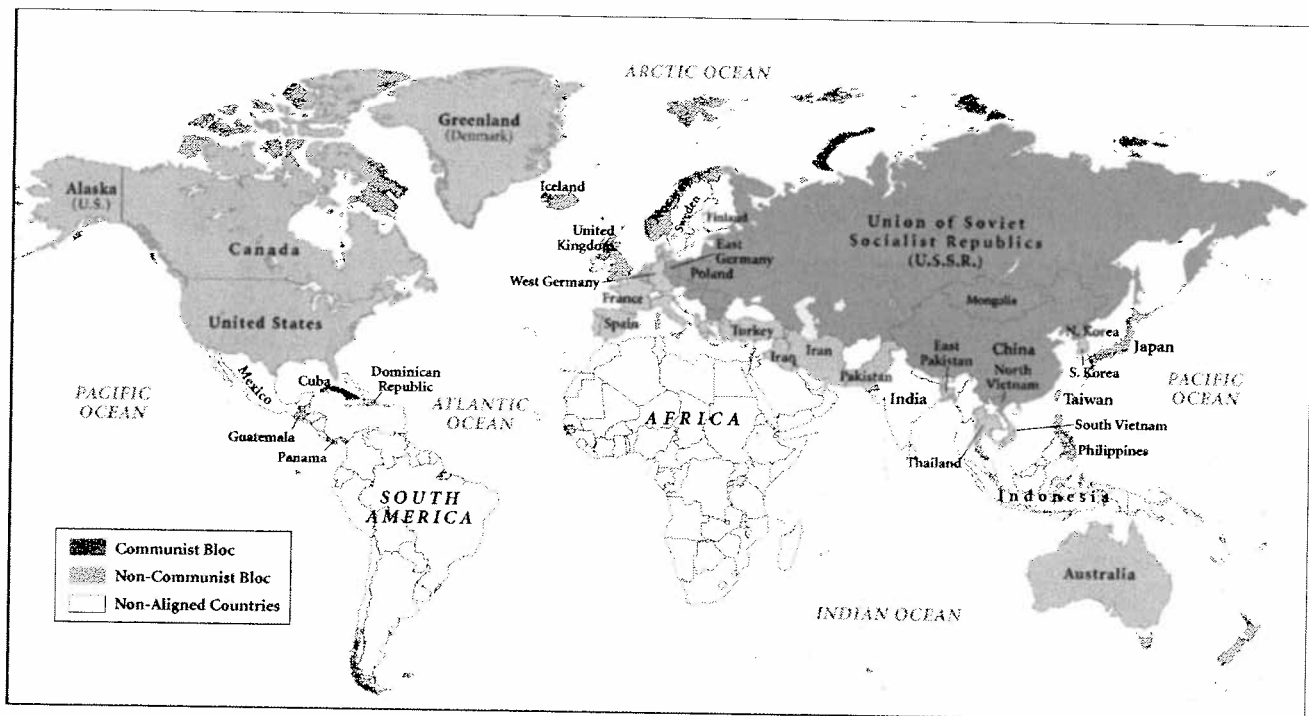 ARCTIC OCEAN
Greenland
(Denmark)
Alaska
(U.S.)
Iceland
Norway
Sweden
Finland
Union of Soviet
Socialist Republics
(U.S.S.R.)
United
Kingdom
East
Germany
Poland
Canada
West Germany
Mongolia
France
United States
Spain
Turkey
N. Korea
Iran
East
Pakistan
China
Japan
Iraq
North
Vietnam
S. Korea
Pakistan
Mexico
Cuba
Dominican
Republic
PACIFIC
OCEAN
ATLANTIC
OCEAN
AFRICA
India
Taiwan
PACIFIC
OCEAN
Guatemala
South Vietnam
Panama
Thailand
Philippines
SOUTH
AMERICA
Indonesia
Communist Bloc
Non-Communist Bloc
Non-Aligned Countries
Australia
INDIAN OCEAN